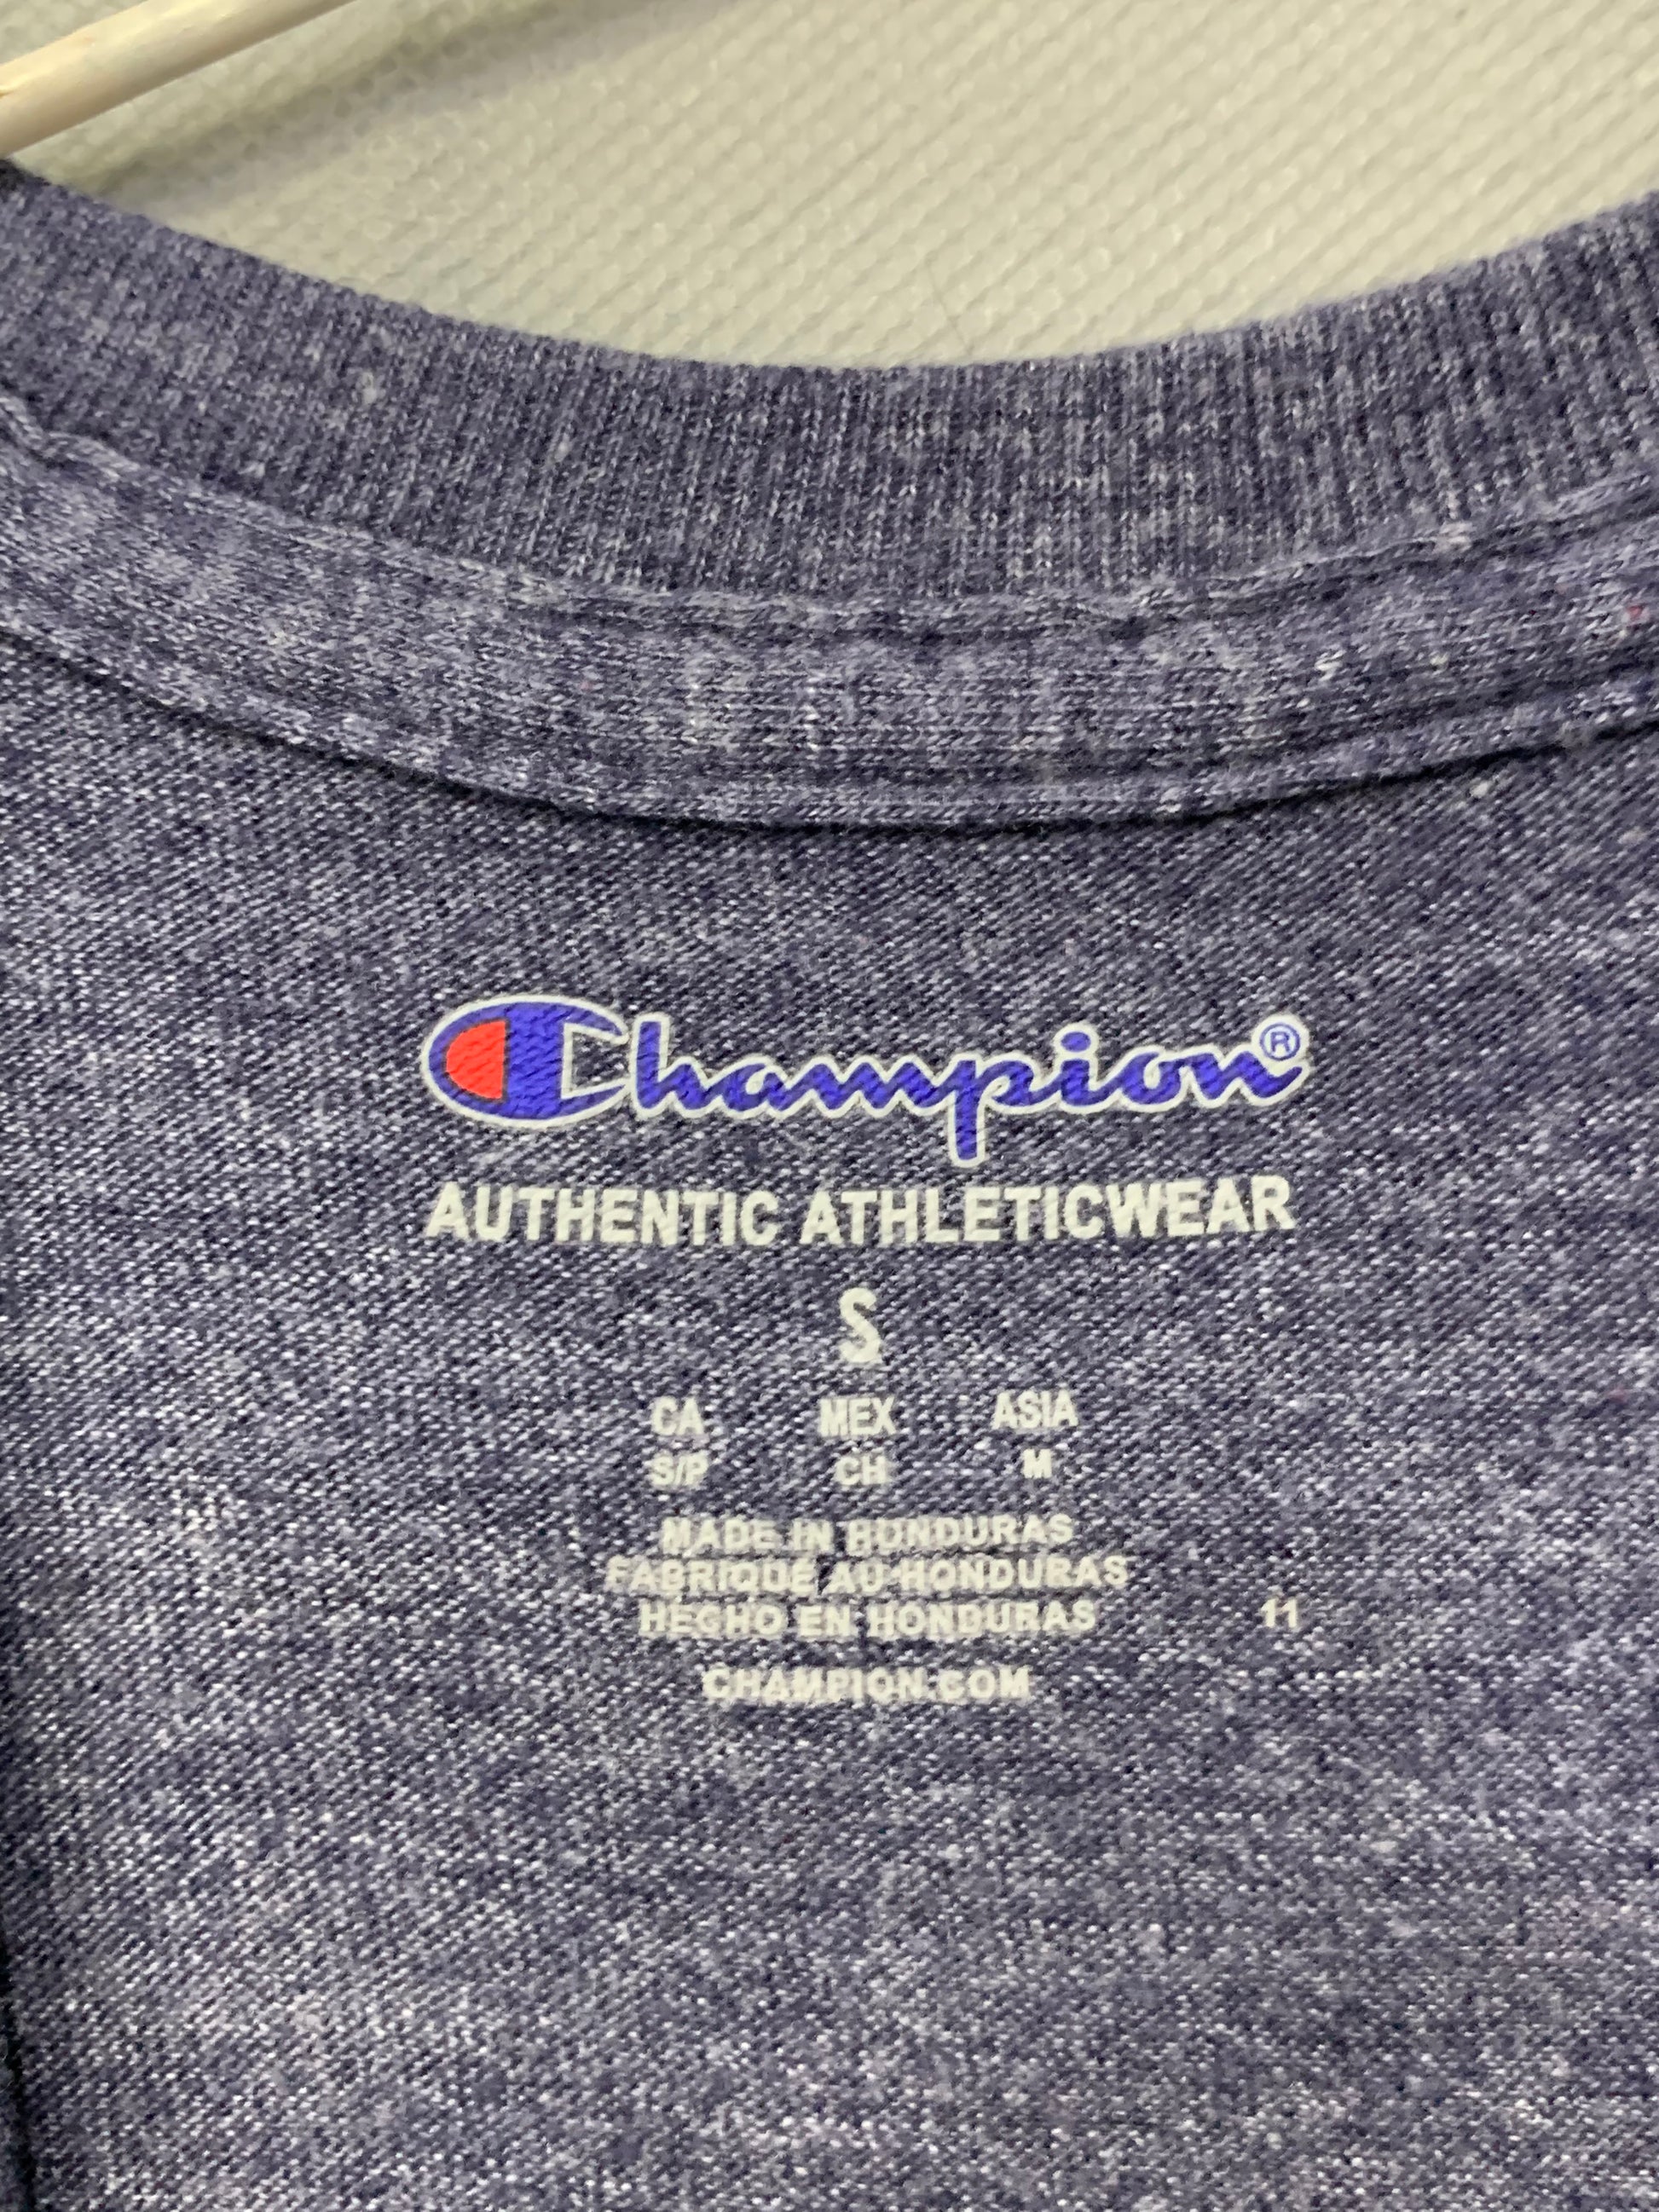 Champion®
AUTHENTIC ATHLETICWEAR
S
CA MEX ASIA
S/P CH M
MADE IN HONDURAS
FABRIQUÉ AU HONDURAS
HECHO EN HONDURAS 11
CHAMPION.COM